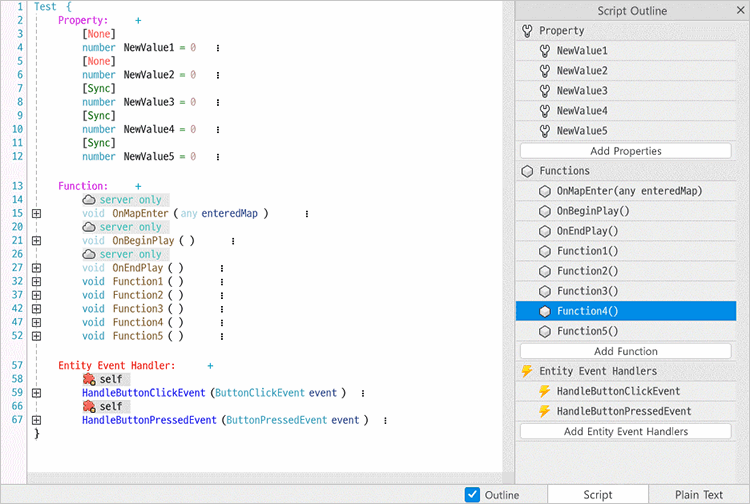 1 Test {
2 Property: +
3 [None]
4 number NewValue1 = 0
5 [None]
6 number NewValue2 = 0
7 [Sync]
8 number NewValue3 = 0
9 [Sync]
10 number NewValue4 = 0
11 [Sync]
12 number NewValue5 = 0
13 Function: +
14 server only
15 void OnMapEnter ( any enteredMap )
20 server only
21 void OnBeginPlay ( )
26 server only
27 void OnEndPlay ( )
32 void Function1 ( )
37 void Function2 ( )
42 void Function3 ( )
47 void Function4 ( )
52 void Function5 ( )
57 Entity Event Handler: +
58 self
59 HandleButtonClickEvent (ButtonClickEvent event )
66 self
67 HandleButtonPressedEvent (ButtonPressedEvent event )
}
Script Outline
Property
NewValue1
NewValue2
NewValue3
NewValue4
NewValue5
Add Properties
Functions
OnMapEnter(any enteredMap)
OnBeginPlay()
OnEndPlay()
Function1()
Function2()
Function3()
Function4()
Function5()
Add Function
Entity Event Handlers
HandleButtonClickEvent
HandleButtonPressedEvent
Add Entity Event Handlers
Outline
Script
Plain Text